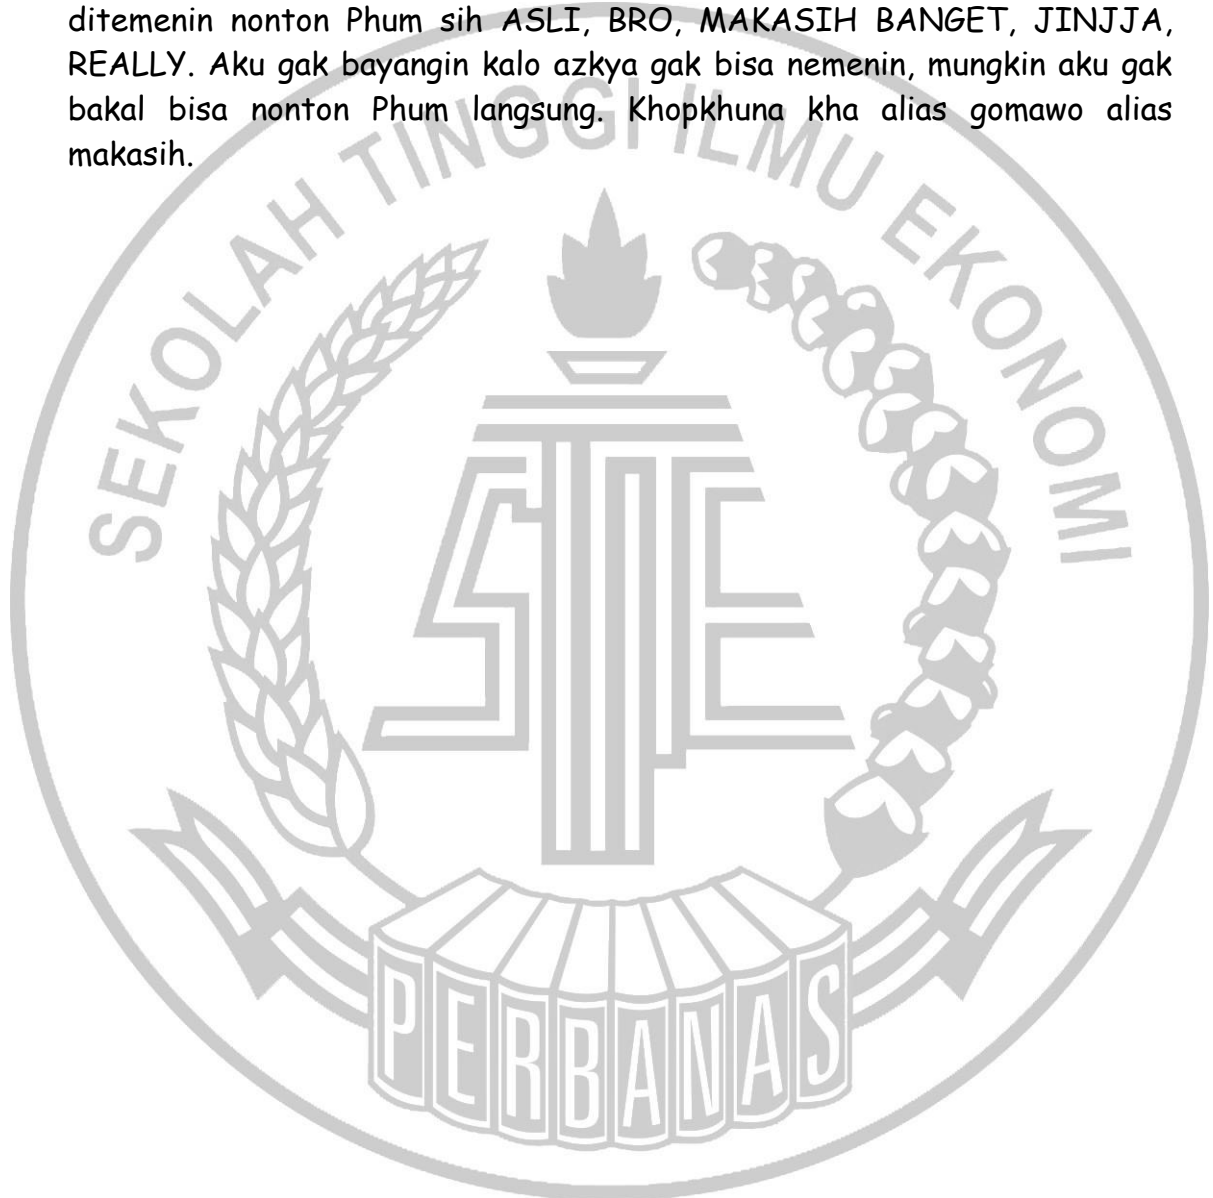 ditemenin nonton Phum sih ASLI, BRO, MAKASIH BANGET, JINJJA,
REALLY. Aku gak bayangin kalo azkya gak bisa nemenin, mungkin aku gak
bakal bisa nonton Phum langsung. Khopkhuna kha alias gomawo alias
makasih.
SEKOLAH TINGGI ILMU EKONOMI
STIE
PERBANAS